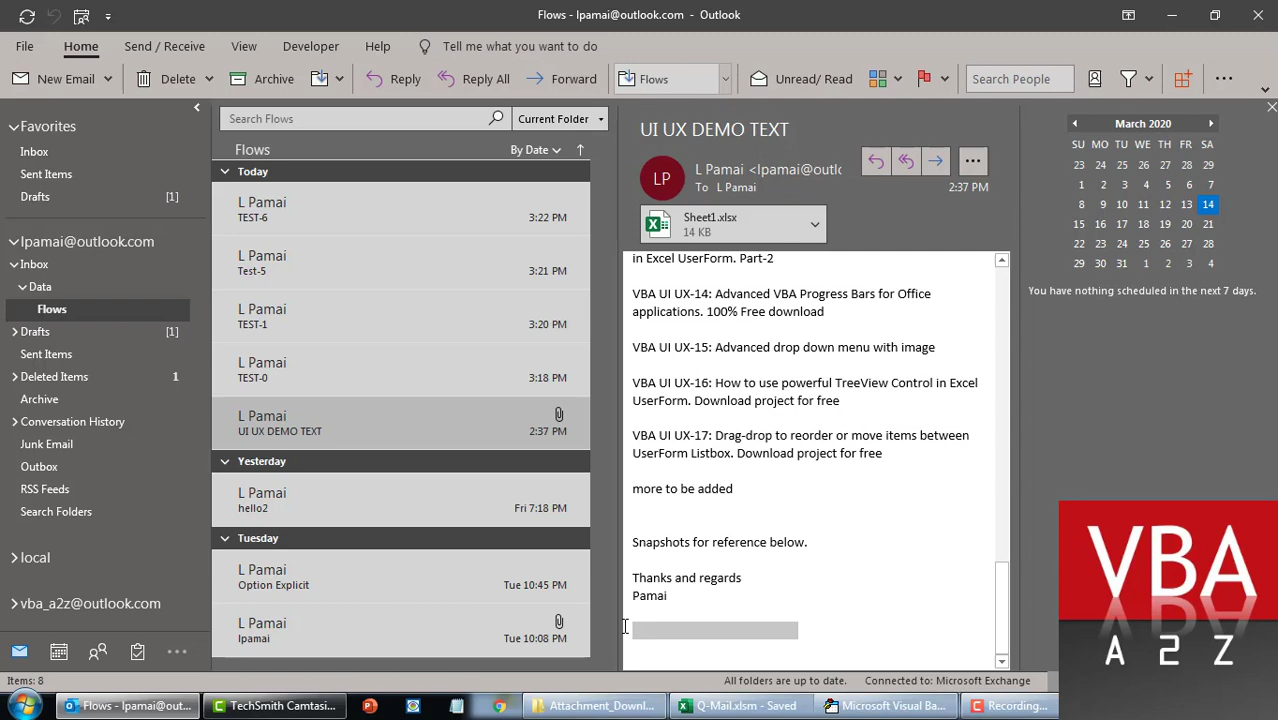 Flows - lpamai@outlook.com - Outlook
File Home Send / Receive View Developer Help Tell me what you want to do
New Email Delete Archive Reply Reply All Forward Flows Unread/ Read Search People
Favorites
Inbox
Sent Items
Drafts [1]
lpamai@outlook.com
Inbox
Data
Flows
Drafts [1]
Sent Items
Deleted Items 1
Archive
Conversation History
Junk Email
Outbox
RSS Feeds
Search Folders
local
vba_a2z@outlook.com
Search Flows Current Folder
Flows By Date
Today
L Pamai
TEST-6 3:22 PM
L Pamai
Test-5 3:21 PM
L Pamai
TEST-1 3:20 PM
L Pamai
TEST-0 3:18 PM
L Pamai
UI UX DEMO TEXT 2:37 PM
Yesterday
L Pamai
hello2 Fri 7:18 PM
Tuesday
L Pamai
Option Explicit Tue 10:45 PM
L Pamai
lpamai Tue 10:08 PM
UI UX DEMO TEXT
LP
L Pamai <lpamai@outlo
To L Pamai 2:37 PM
Sheet1.xlsx
14 KB
in Excel UserForm. Part-2
VBA UI UX-14: Advanced VBA Progress Bars for Office
applications. 100% Free download
VBA UI UX-15: Advanced drop down menu with image
VBA UI UX-16: How to use powerful TreeView Control in Excel
UserForm. Download project for free
VBA UI UX-17: Drag-drop to reorder or move items between
UserForm Listbox. Download project for free
more to be added
Snapshots for reference below.
Thanks and regards
Pamai
March 2020
SU MO TU WE TH FR SA
23 24 25 26 27 28 29
1 2 3 4 5 6 7
8 9 10 11 12 13 14
15 16 17 18 19 20 21
22 23 24 25 26 27 28
29 30 31 1 2 3 4
You have nothing scheduled in the next 7 days.
VBA
A2Z
Items: 8 All folders are up to date. Connected to: Microsoft Exchange
Flows - lpamai@out... TechSmith Camtasi... Attachment_Downl... Q-Mail.xlsm - Saved Microsoft Visual Ba... Recording...